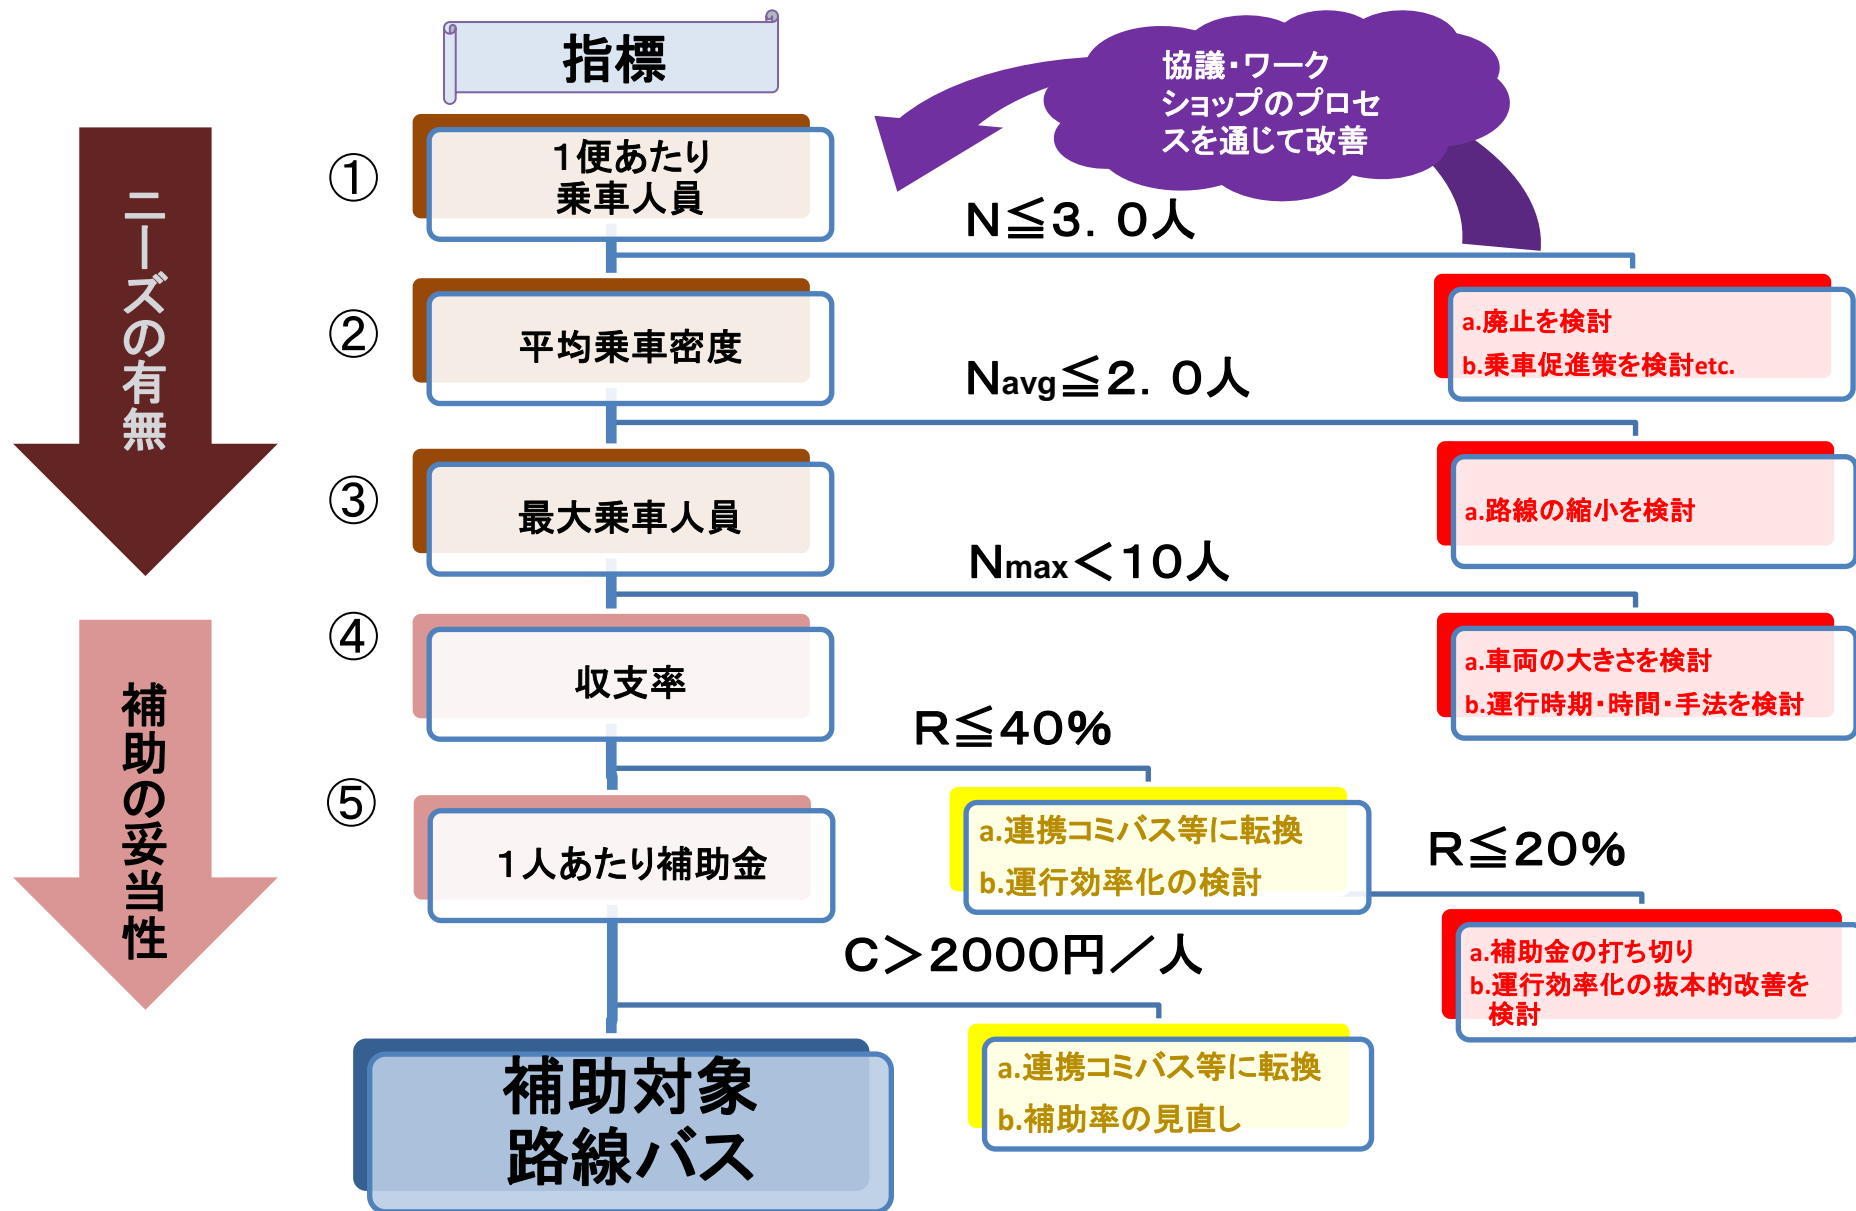 指標
協議・ワーク
ショップのプロセ
スを通じて改善
ニーズの有無
①
1便あたり
乗車人員
N≦3.0人
a.廃止を検討
b.乗車促進策を検討etc.
②
平均乗車密度
Navg≦2.0人
a.路線の縮小を検討
③
最大乗車人員
Nmax＜10人
a.車両の大きさを検討
b.運行時期・時間・手法を検討
補助の妥当性
④
収支率
R≦40%
a.連携コミバス等に転換
b.運行効率化の検討
R≦20%
a.補助金の打ち切り
b.運行効率化の抜本的改善を
検討
⑤
1人あたり補助金
C＞2000円／人
a.連携コミバス等に転換
b.補助率の見直し
補助対象
路線バス